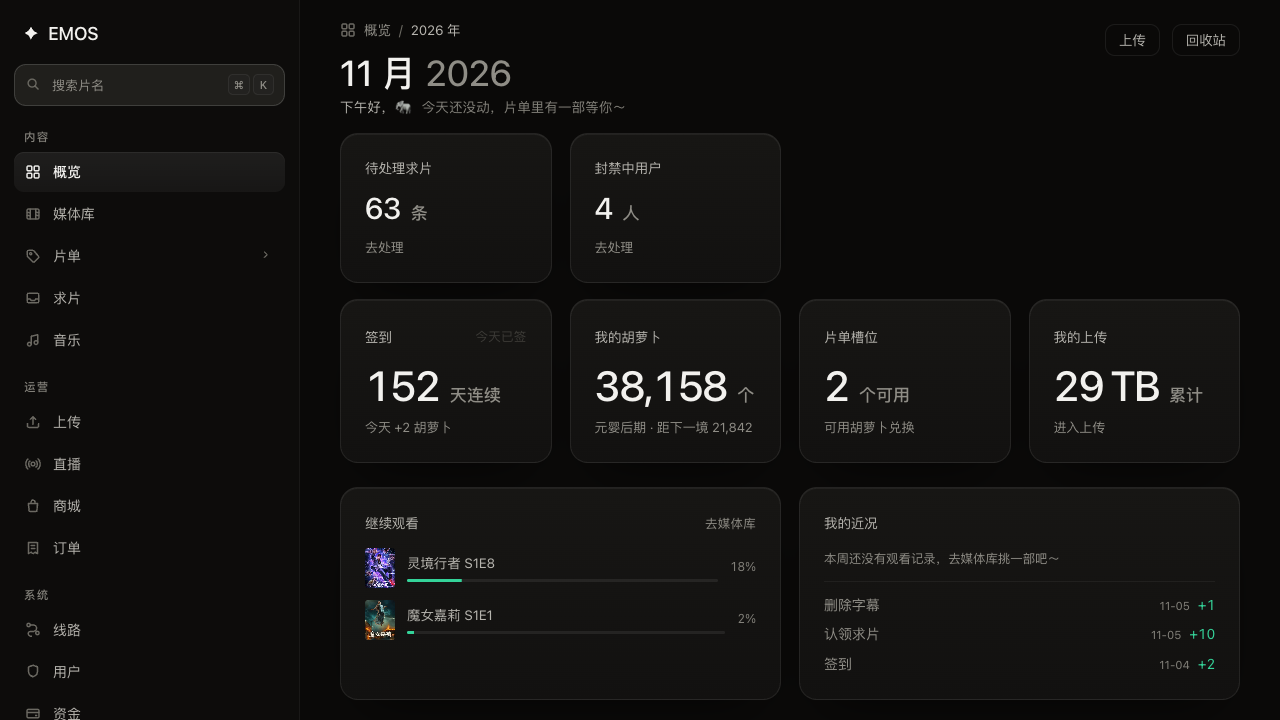 EMOS
搜索片名 ⌘ K
内容
概览
媒体库
片单
求片
音乐
运营
上传
直播
商城
订单
系统
线路
用户
资金
概览 / 2026 年
上传 回收站
11 月 2026
下午好， 今天还没动，片单里有一部等你～
待处理求片
63 条
去处理
封禁中用户
4 人
去处理
签到 今天已签
152 天连续
今天 +2 胡萝卜
我的胡萝卜
38,158 个
元婴后期 · 距下一境 21,842
片单槽位
2 个可用
可用胡萝卜兑换
我的上传
29 TB 累计
进入上传
继续观看 去媒体库
灵境行者 S1E8 18%
魔女嘉莉 S1E1 2%
我的近况
本周还没有观看记录，去媒体库挑一部吧～
删除字幕 11-05 +1
认领求片 11-05 +10
签到 11-04 +2